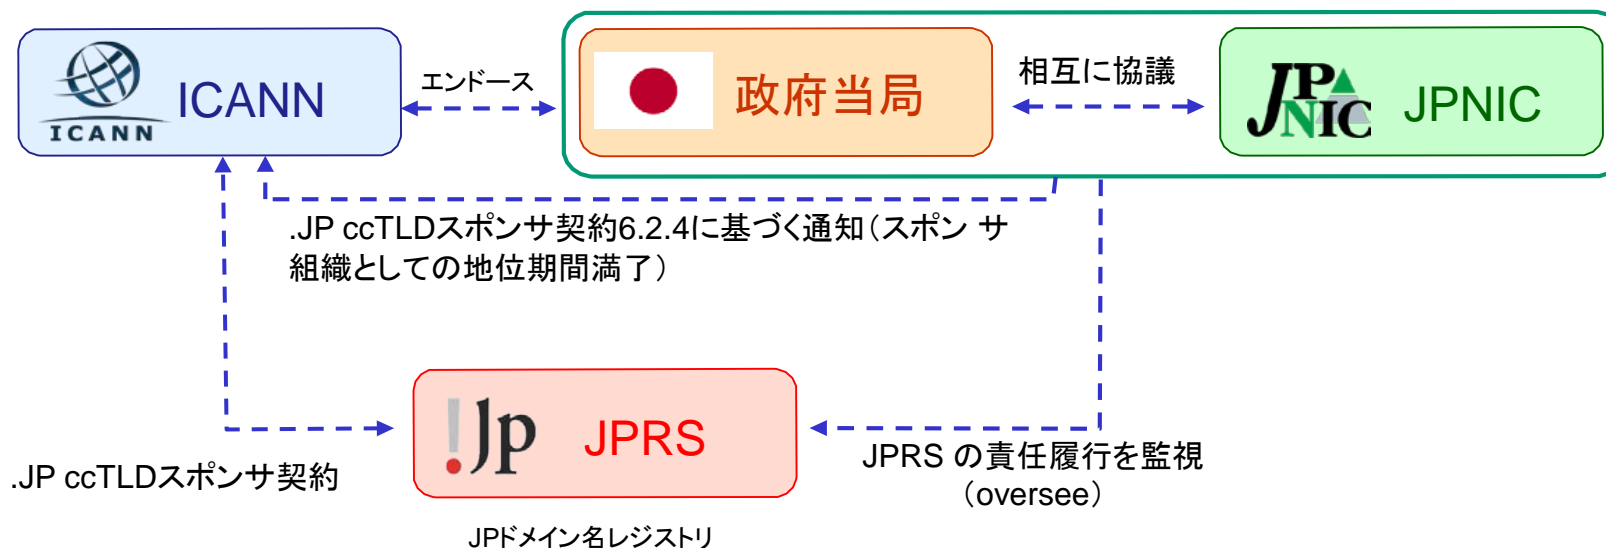 ICANN
ICANN
エンドース
政府当局
相互に協議
JPNIC
JPNIC
.JP ccTLDスポンサ契約6.2.4に基づく通知（スポン サ
組織としての地位期間満了）
!Jp
JPRS
.JP ccTLDスポンサ契約
JPRS の責任履行を監視
（oversee）
JPドメイン名レジストリ